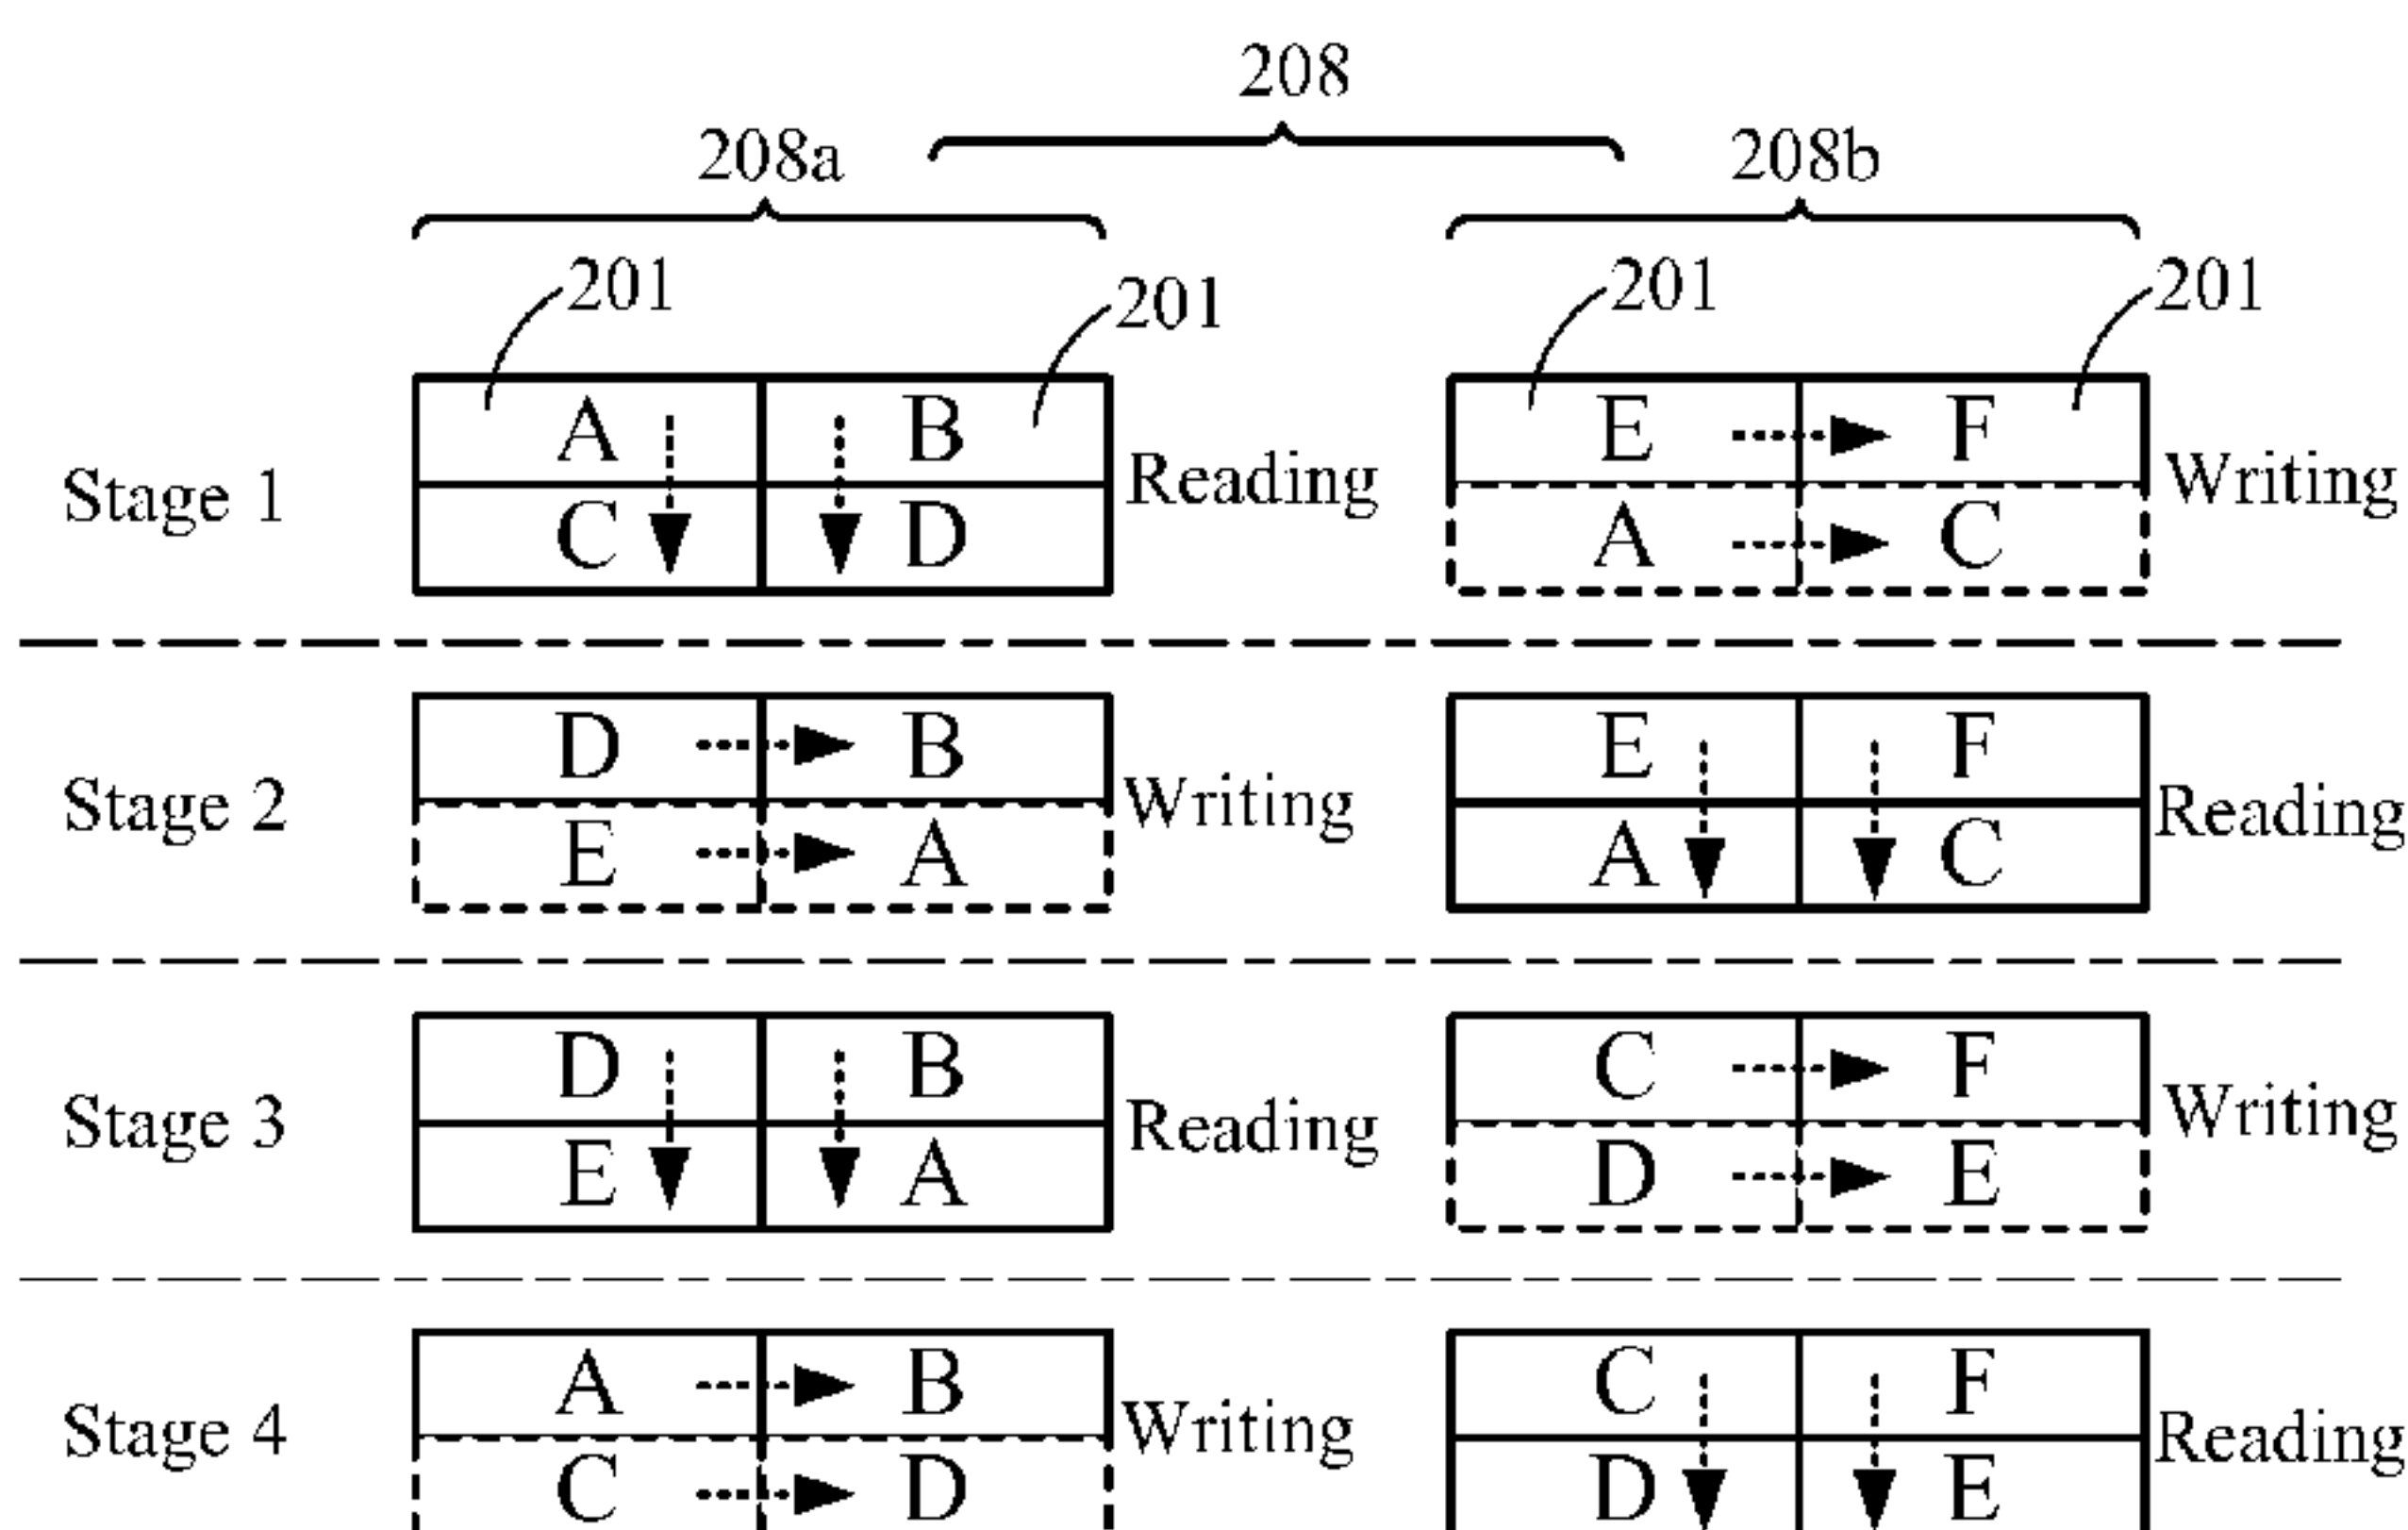 208
208a 208b
201 201 201 201
A B E F
Stage 1 Reading Writing
C D A C
D B E F
Stage 2 Writing Reading
E A A C
D B C F
Stage 3 Reading Writing
E A D E
A B C F
Stage 4 Writing Reading
C D D E